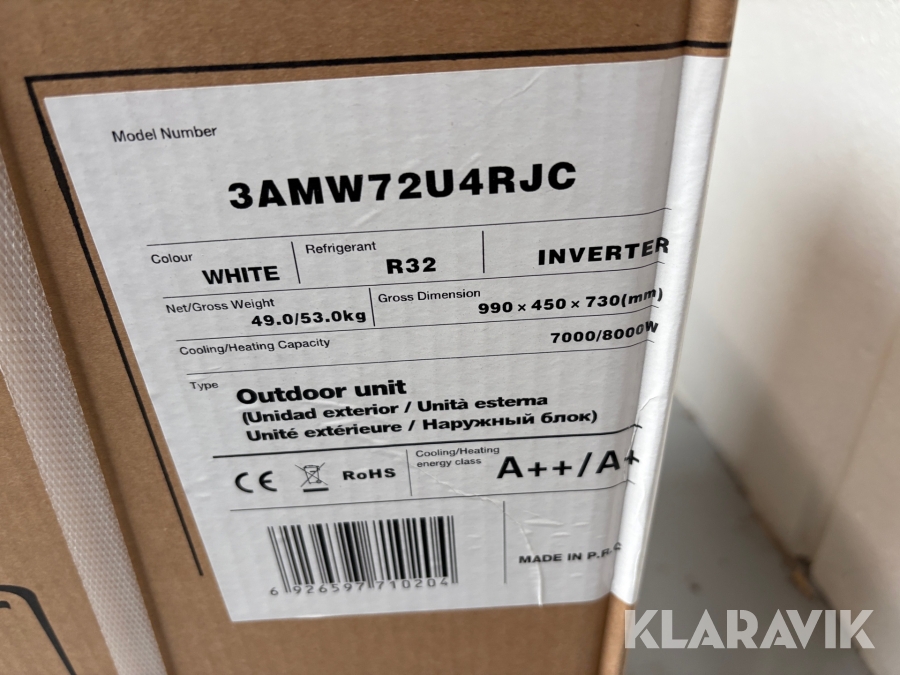 Model Number
3AMW72U4RJC
Colour
WHITE
Refrigerant
R32
INVERTER
Net/Gross Weight
49.0/53.0kg
Gross Dimension
990 × 450 × 730(mm)
Cooling/Heating Capacity
7000/8000W
Type
Outdoor unit
(Unidad exterior / Unità esterna
Unité extérieure / Наружный блок)
CE
RoHS
Cooling/Heating
energy class
A++/A+
6 926597 710204
MADE IN P.R.C
KLARAVIK